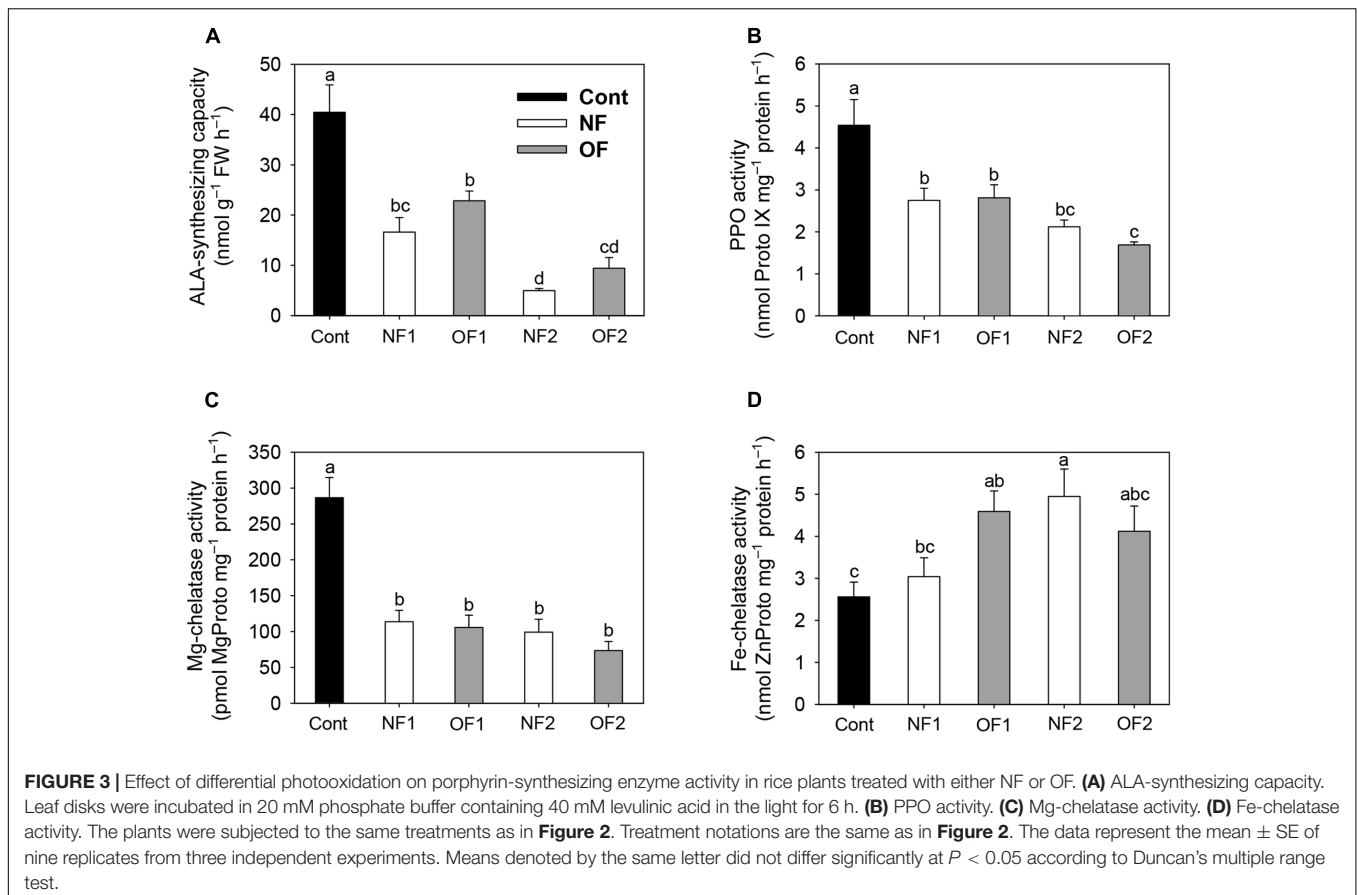 A
ALA-synthesizing capacity
(nmol g⁻¹ FW h⁻¹)
50
40
30
20
10
0
a
bc
b
d
cd
Cont
NF
OF
Cont NF1 OF1 NF2 OF2
B
PPO activity
(nmol Proto IX mg⁻¹ protein h⁻¹)
6
5
4
3
2
1
0
a
b
b
bc
c
Cont NF1 OF1 NF2 OF2
C
Mg-chelatase activity
(pmol MgProto mg⁻¹ protein h⁻¹)
350
300
250
200
150
100
50
0
a
b
b
b
b
Cont NF1 OF1 NF2 OF2
D
Fe-chelatase activity
(nmol ZnProto mg⁻¹ protein h⁻¹)
6
5
4
3
2
1
0
c
bc
ab
a
abc
Cont NF1 OF1 NF2 OF2
FIGURE 3 | Effect of differential photooxidation on porphyrin-synthesizing enzyme activity in rice plants treated with either NF or OF. (A) ALA-synthesizing capacity.
Leaf disks were incubated in 20 mM phosphate buffer containing 40 mM levulinic acid in the light for 6 h. (B) PPO activity. (C) Mg-chelatase activity. (D) Fe-chelatase
activity. The plants were subjected to the same treatments as in Figure 2. Treatment notations are the same as in Figure 2. The data represent the mean ± SE of
nine replicates from three independent experiments. Means denoted by the same letter did not differ significantly at P < 0.05 according to Duncan's multiple range
test.